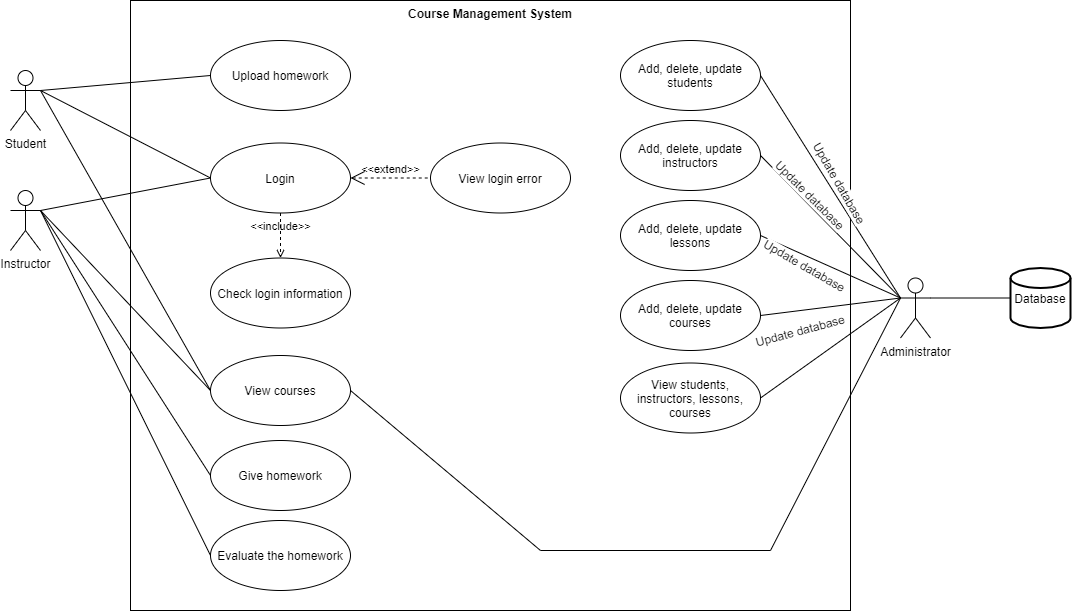 Course Management System
Upload homework
Add, delete, update
students
Student
Login
<<extend>>
View login error
Add, delete, update
instructors
Update database
Update database
<<include>>
Instructor
Add, delete, update
lessons
Update database
Check login information
Add, delete, update
courses
Update database
Database
Administrator
View courses
View students,
instructors, lessons,
courses
Give homework
Evaluate the homework